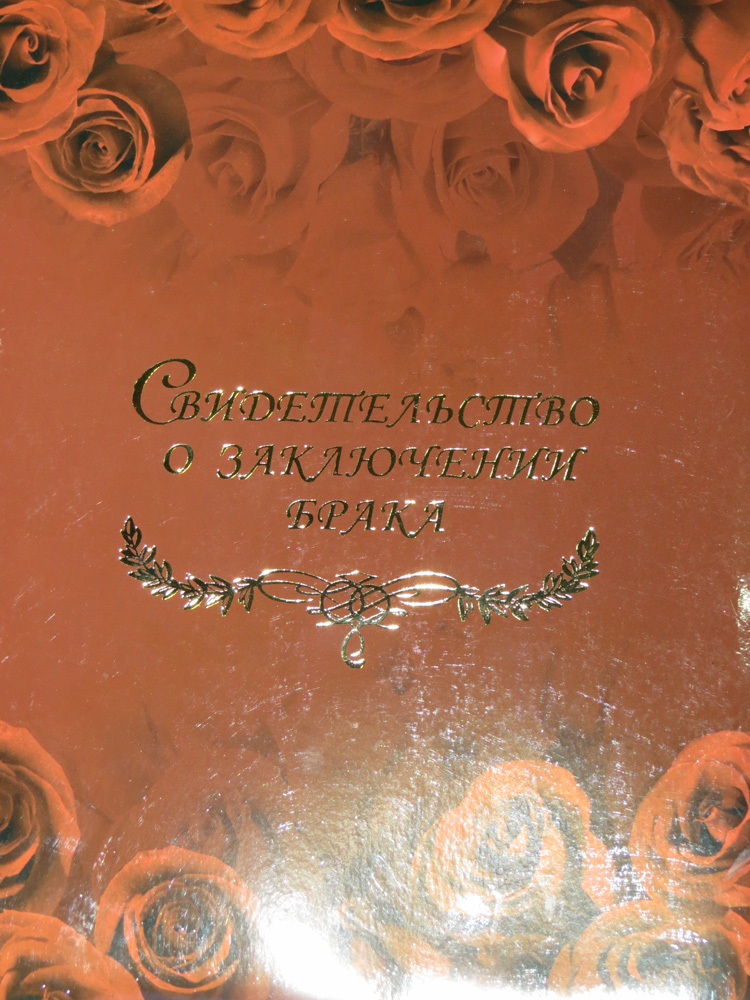 Свидетельство
о заключении
брака